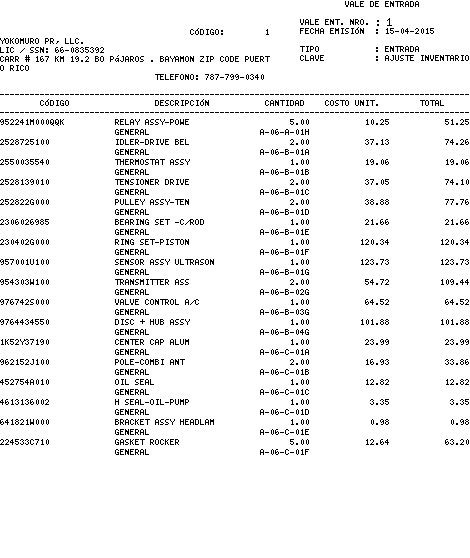 VALE DE ENTRADA
VALE ENT. NRO. : 1
CÓDIGO: 1 FECHA EMISIÓN : 15-04-2015
YOKOMURO PR, LLC.
LIC / SSN: 66-0835392 TIPO : ENTRADA
CARR # 167 KM 19.2 BO PáJAROS . BAYAMON ZIP CODE PUERT CLAVE : AJUSTE INVENTARIO
O RICO
TELEFONO: 787-799-0340
CóDIGO DESCRIPCIÓN CANTIDAD COSTO UNIT. TOTAL
952241M000QQK RELAY ASSY-POWE 5.00 10.25 51.25
GENERAL A-06-A-01H
2528725100 IDLER-DRIVE BEL 2.00 37.13 74.26
GENERAL A-06-B-01A
2550035540 THERMOSTAT ASSY 1.00 19.06 19.06
GENERAL A-06-B-01B
2528139010 TENSIONER DRIVE 2.00 37.05 74.10
GENERAL A-06-B-01C
252822G000 PULLEY ASSY-TEN 2.00 38.88 77.76
GENERAL A-06-B-01D
2306026985 BEARING SET -C/ROD 1.00 21.66 21.66
GENERAL A-06-B-01E
230402G000 RING SET-PISTON 1.00 120.34 120.34
GENERAL A-06-B-01F
957001U100 SENSOR ASSY ULTRASON 1.00 123.73 123.73
GENERAL A-06-B-01G
954303W100 TRANSMITTER ASS 2.00 54.72 109.44
GENERAL A-06-B-02G
976742S000 VALVE CONTROL A/C 1.00 64.52 64.52
GENERAL A-06-B-03G
9764434550 DISC + HUB ASSY 1.00 101.88 101.88
GENERAL A-06-B-04G
1K52Y37190 CENTER CAP ALUM 1.00 23.99 23.99
GENERAL A-06-C-01A
962152J100 POLE-COMBI ANT 2.00 16.93 33.86
GENERAL A-06-C-01B
452754A010 OIL SEAL 1.00 12.82 12.82
GENERAL A-06-C-01C
4613136002 H SEAL-OIL-PUMP 1.00 3.35 3.35
GENERAL A-06-C-01D
641821W000 BRACKET ASSY HEADLAM 1.00 0.98 0.98
GENERAL A-06-C-01E
224533C710 GASKET ROCKER 5.00 12.64 63.20
GENERAL A-06-C-01F